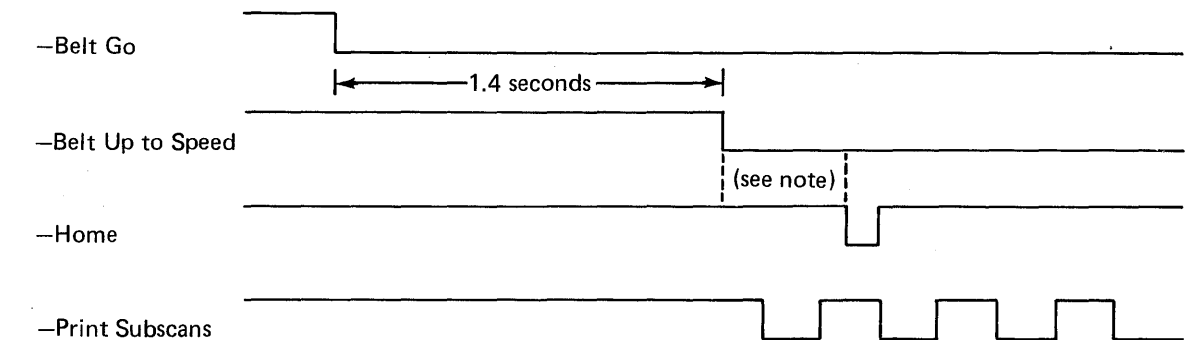 —Belt Go
1.4 seconds
—Belt Up to Speed
(see note)
—Home
—Print Subscans